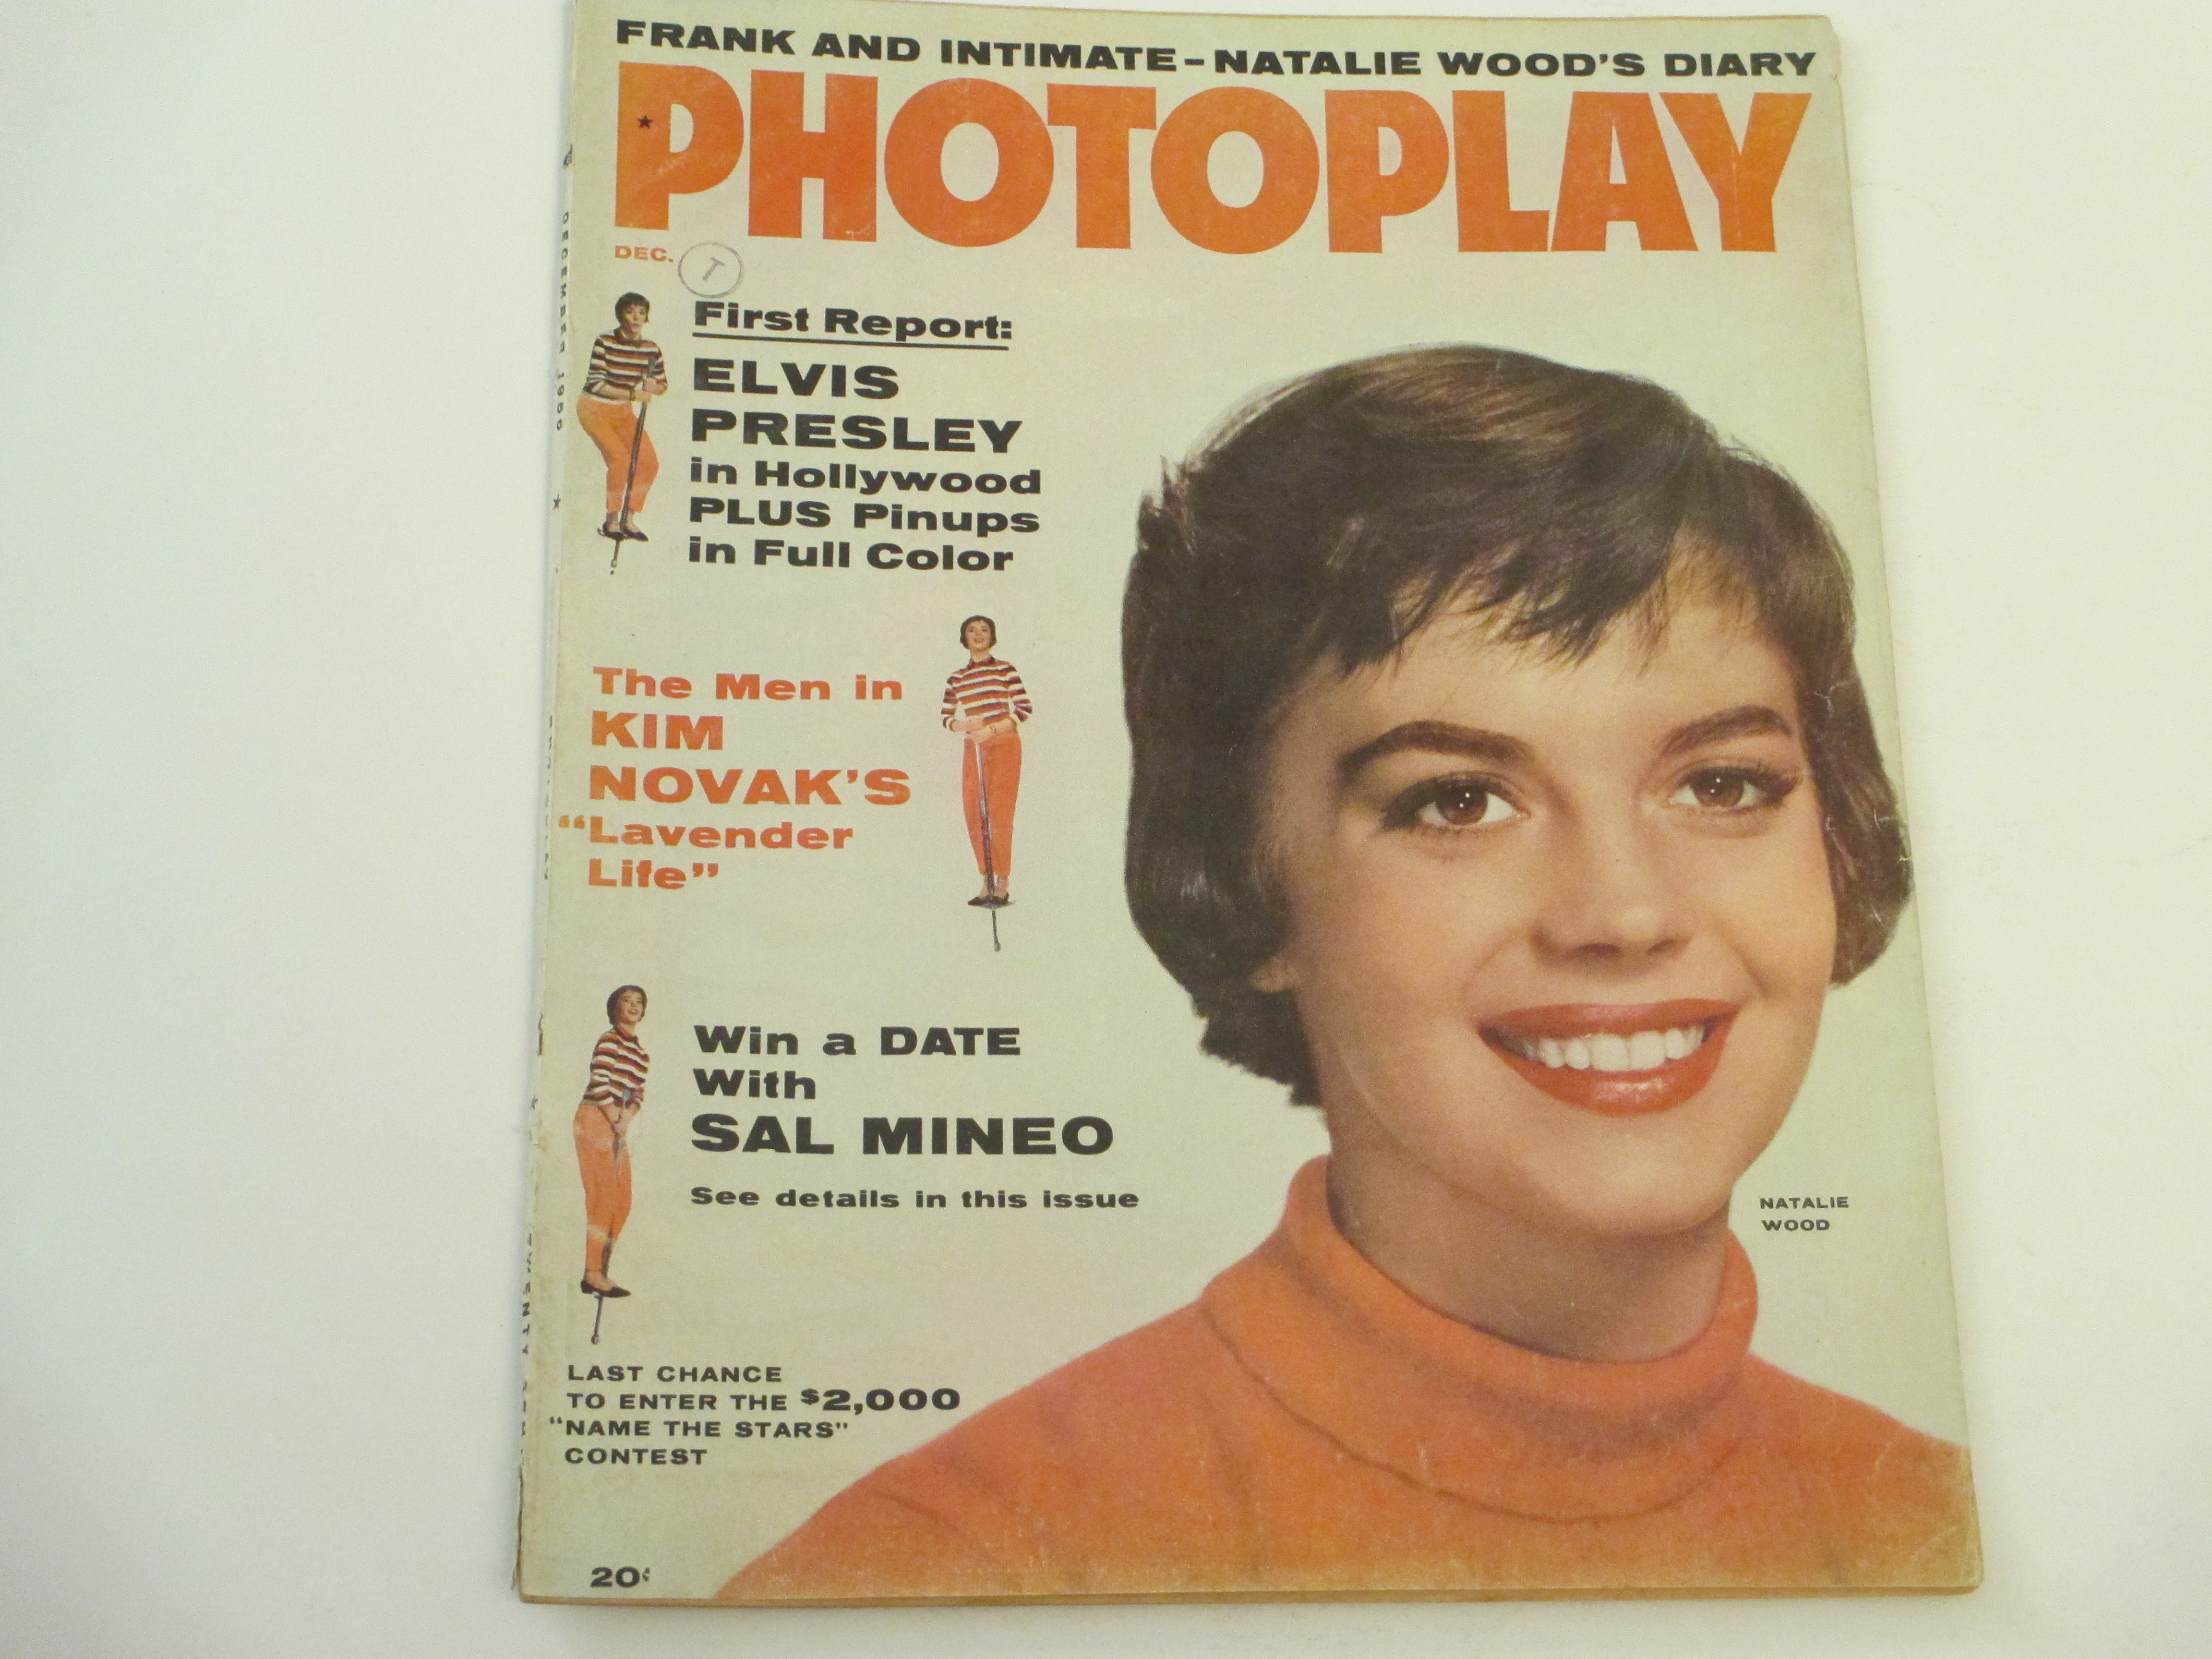 FRANK AND INTIMATE-NATALIE WOOD'S DIARY
PHOTOPLAY
DEC.
T
First Report:
ELVIS
PRESLEY
in Hollywood
PLUS Pinups
in Full Color
The Men in
KIM
NOVAK'S
“Lavender
Life”
Win a DATE
With
SAL MINEO
See details in this issue
NATALIE
WOOD
LAST CHANCE
TO ENTER THE $2,000
“NAME THE STARS”
CONTEST
20¢
DECEMBER 1956